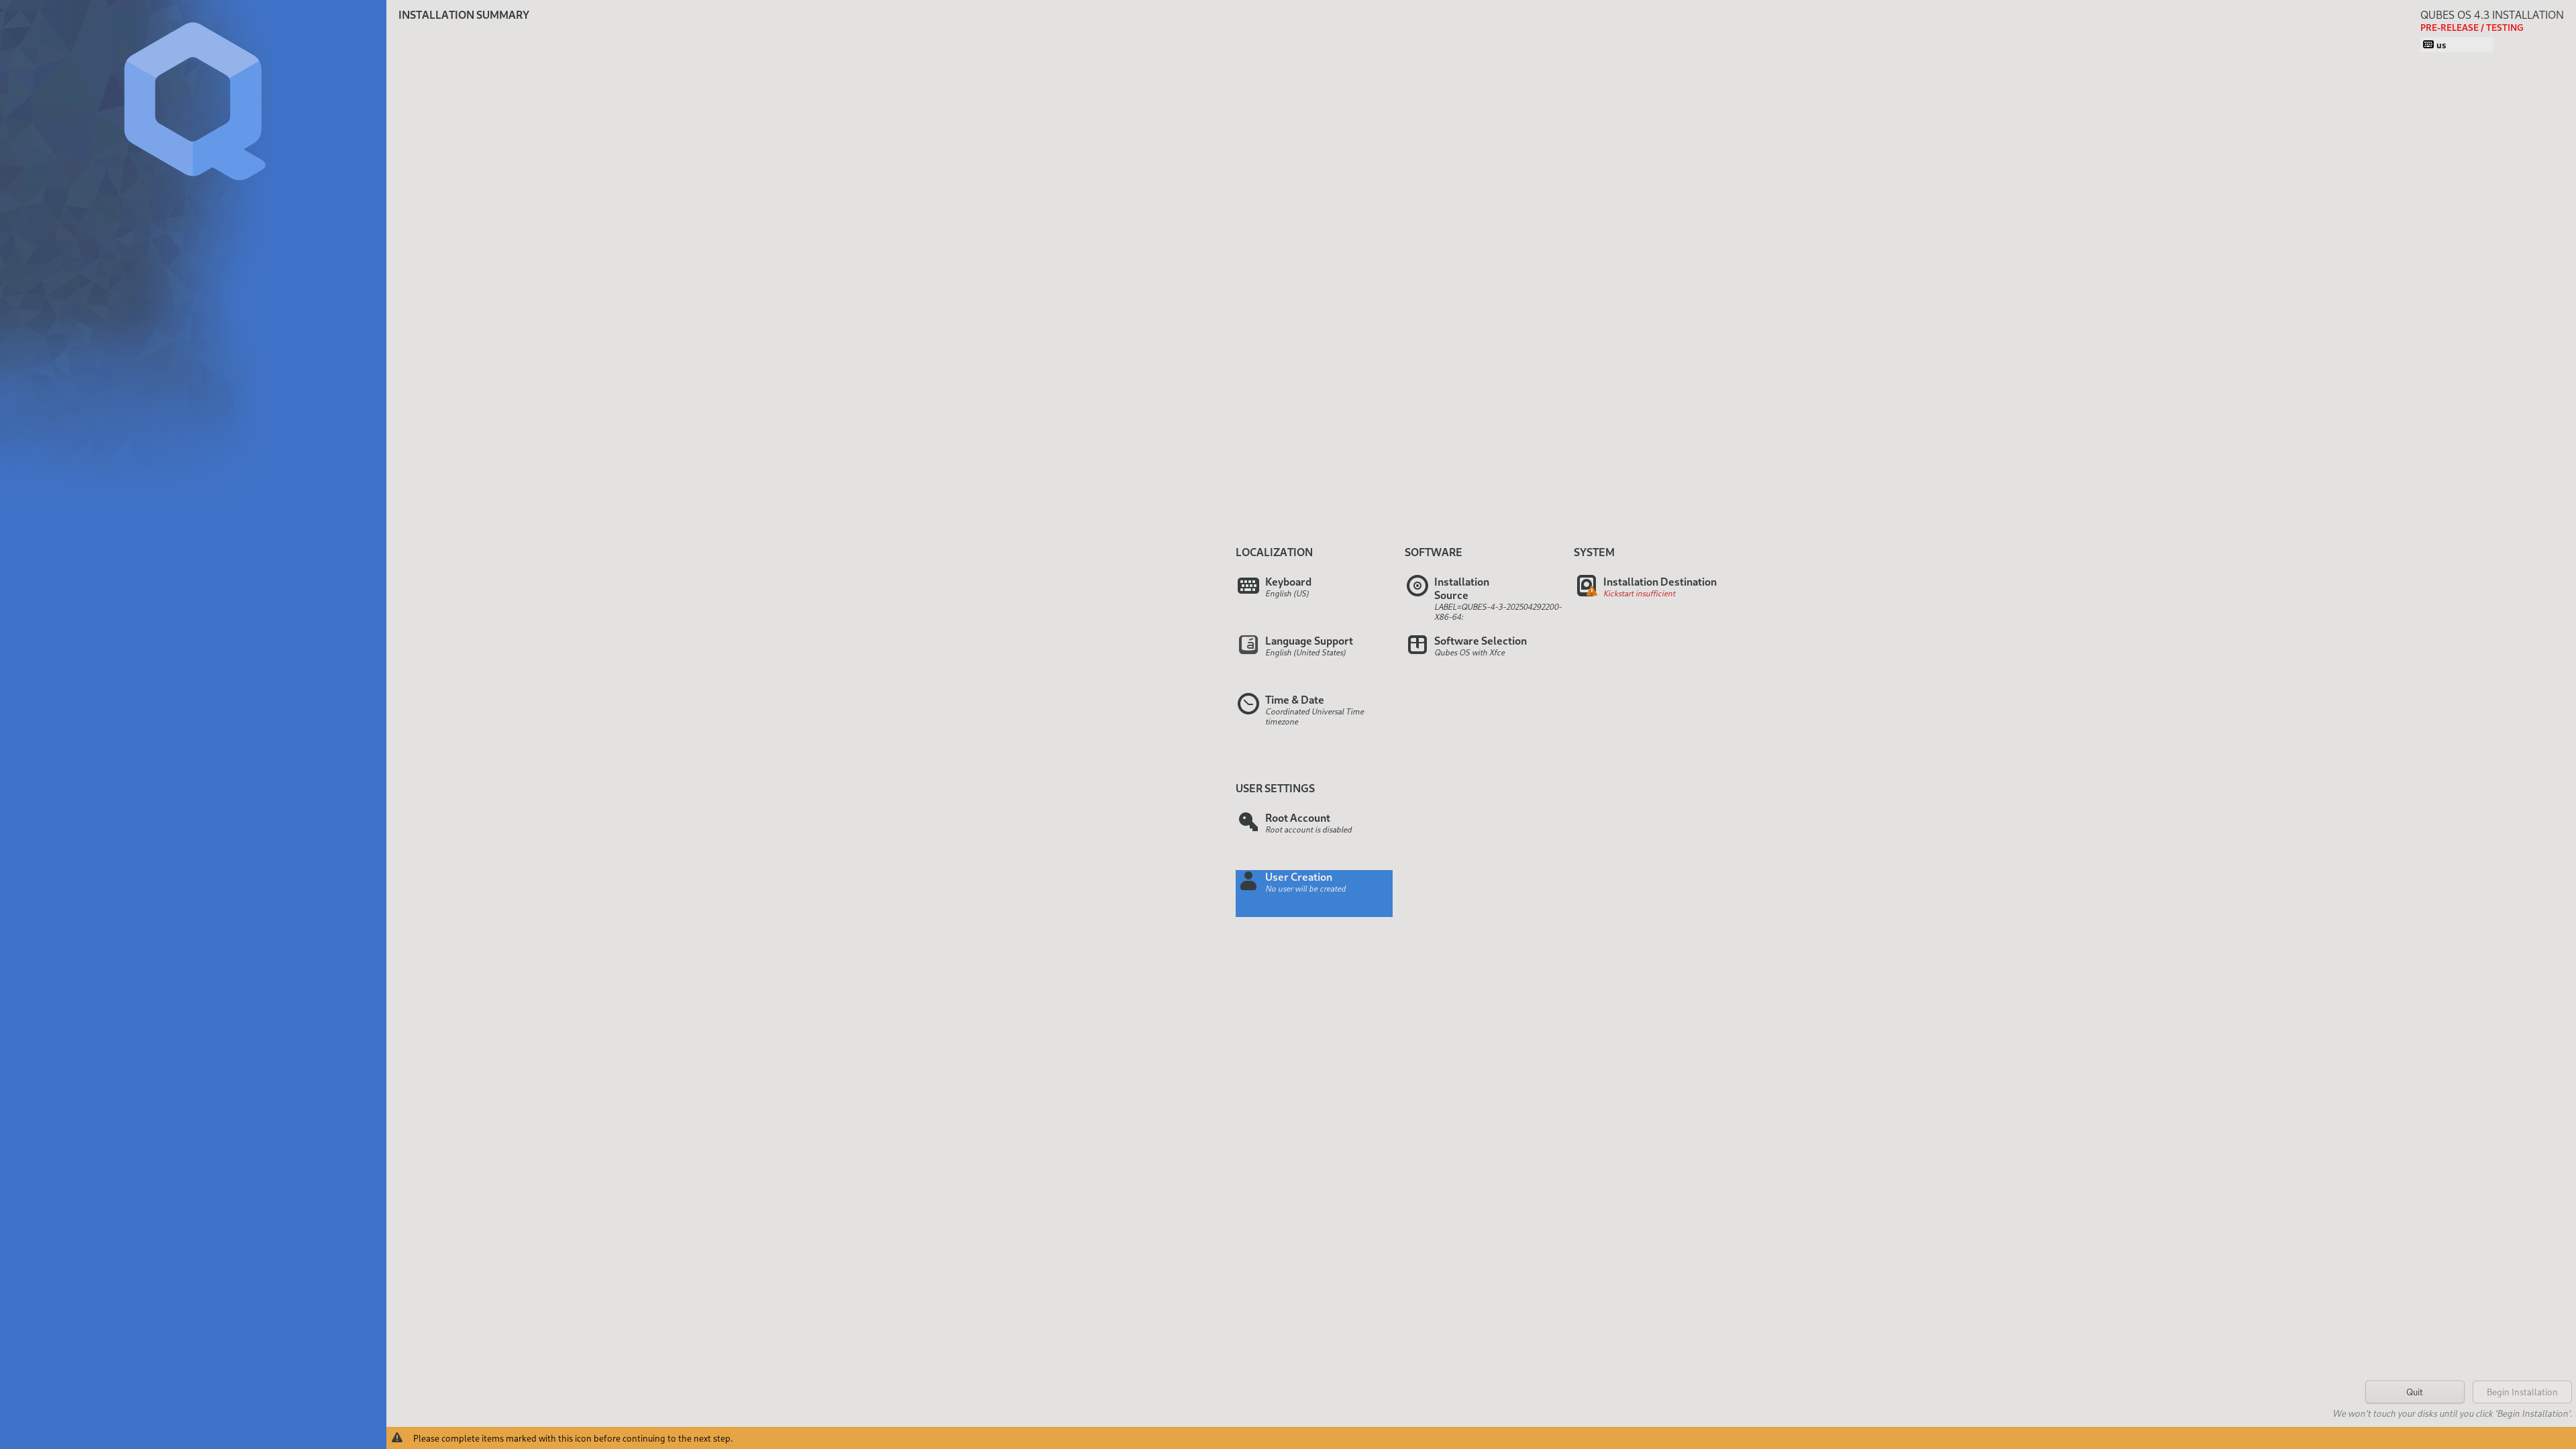 INSTALLATION SUMMARY
QUBES OS 4.3 INSTALLATION
PRE-RELEASE / TESTING
us
LOCALIZATION
Keyboard
English (US)
Language Support
English (United States)
Time & Date
Coordinated Universal Time
timezone
SOFTWARE
Installation
Source
LABEL=QUBES-4-3-202504292200-
X86-64:
Software Selection
Qubes OS with Xfce
SYSTEM
Installation Destination
Kickstart insufficient
USER SETTINGS
Root Account
Root account is disabled
User Creation
No user will be created
Quit
Begin Installation
We won't touch your disks until you click 'Begin Installation'.
Please complete items marked with this icon before continuing to the next step.